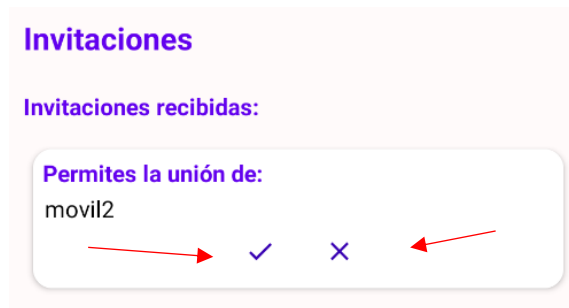 Invitaciones
Invitaciones recibidas:
Permites la unión de:
movil2